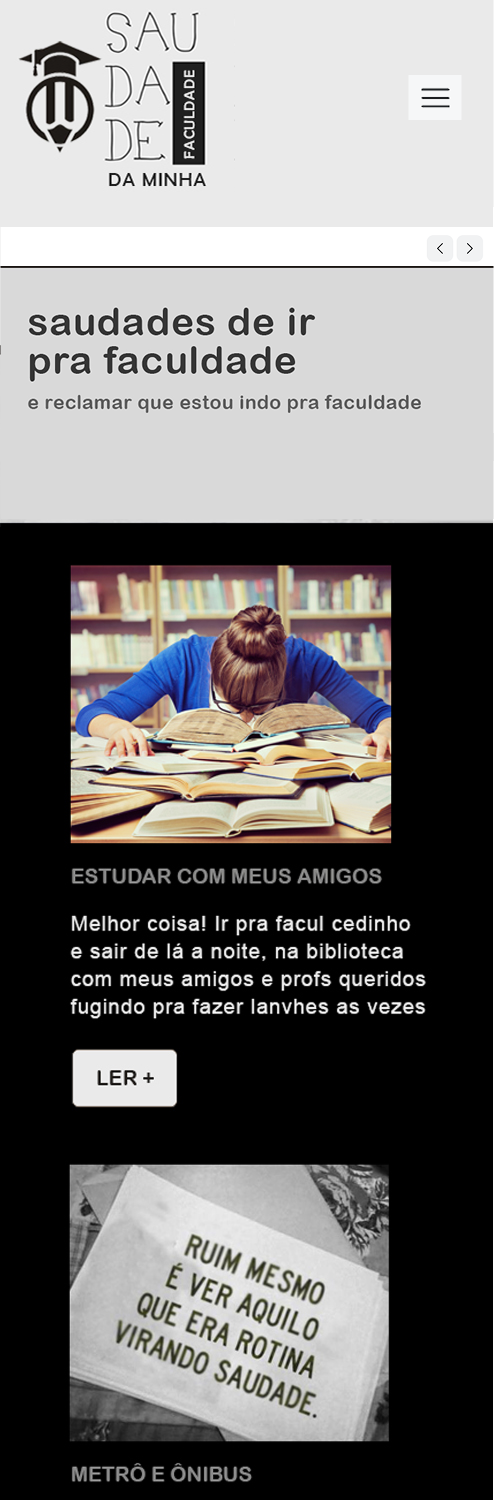 SAU
DA
DE
FACULDADE
DA MINHA
saudades de ir
pra faculdade
e reclamar que estou indo pra faculdade
ESTUDAR COM MEUS AMIGOS
Melhor coisa! Ir pra facul cedinho
e sair de lá a noite, na biblioteca
com meus amigos e profs queridos
fugindo pra fazer lanvhes as vezes
LER +
RUIM MESMO
É VER AQUILO
QUE ERA ROTINA
VIRANDO SAUDADE.
METRÔ E ÔNIBUS